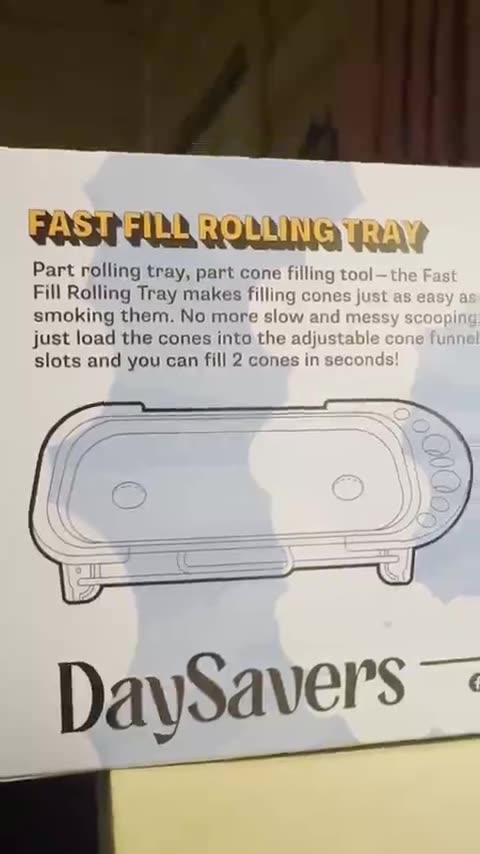 FAST FILL ROLLING TRAY
Part rolling tray, part cone filling tool—the Fast
Fill Rolling Tray makes filling cones just as easy as
smoking them. No more slow and messy scooping,
just load the cones into the adjustable cone funnel
slots and you can fill 2 cones in seconds!
DaySavers